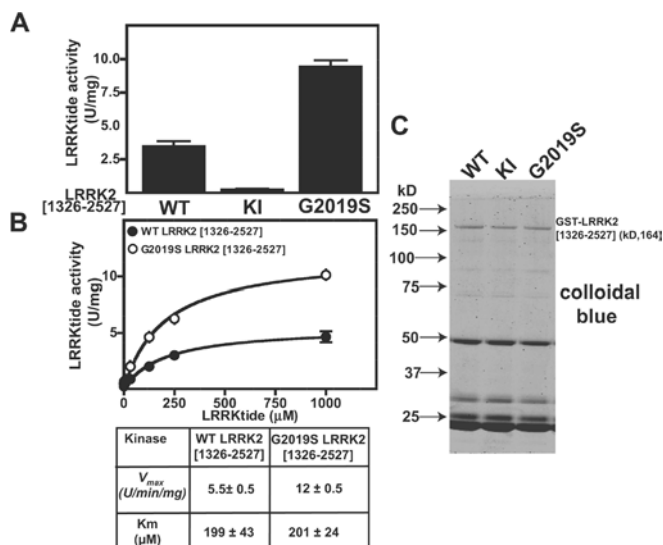 A
LRRKtide activity
(U/mg)
10.0
7.5
5.0
2.5
LRRK2
[1326-2527]
WT
KI
G2019S
B
WT LRRK2 [1326-2527]
G2019S LRRK2 [1326-2527]
LRRKtide activity
(U/mg)
10
5
0
250
500
750
1000
LRRKtide (μM)
Kinase
WT LRRK2
[1326-2527]
G2019S LRRK2
[1326-2527]
Vmax
(U/min/mg)
5.5± 0.5
12 ± 0.5
Km
(μM)
199 ± 43
201 ± 24
C
WT
KI
G2019S
kD
250
150
100
75
50
37
25
GST-LRRK2
[1326-2527] (kD,164]
colloidal
blue